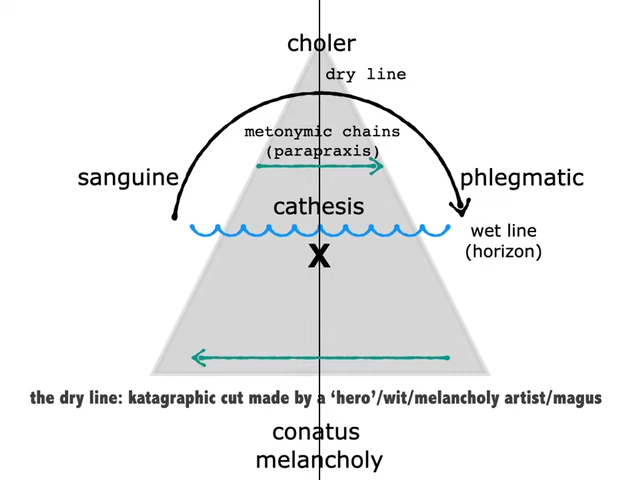 choler
dry line
metonymic chains
(parapraxis)
sanguine
phlegmatic
cathesis
wet line
(horizon)
X
the dry line: katagraphic cut made by a ‘hero’/wit/melancholy artist/magus
conatus
melancholy